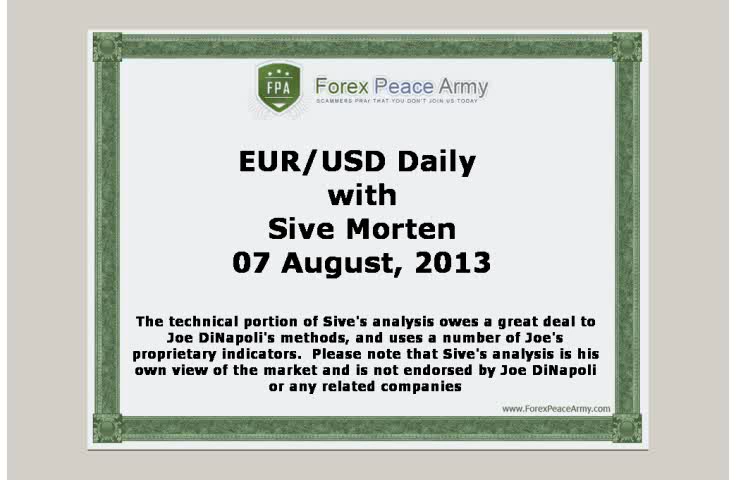 FPA
Forex Peace Army
SCAMMERS PRAY THAT YOU DON'T JOIN US TODAY
EUR/USD Daily
with
Sive Morten
07 August, 2013
The technical portion of Sive's analysis owes a great deal to
Joe DiNapoli's methods, and uses a number of Joe's
proprietary indicators.  Please note that Sive's analysis is his
own view of the market and is not endorsed by Joe DiNapoli
or any related companies
www.ForexPeaceArmy.com